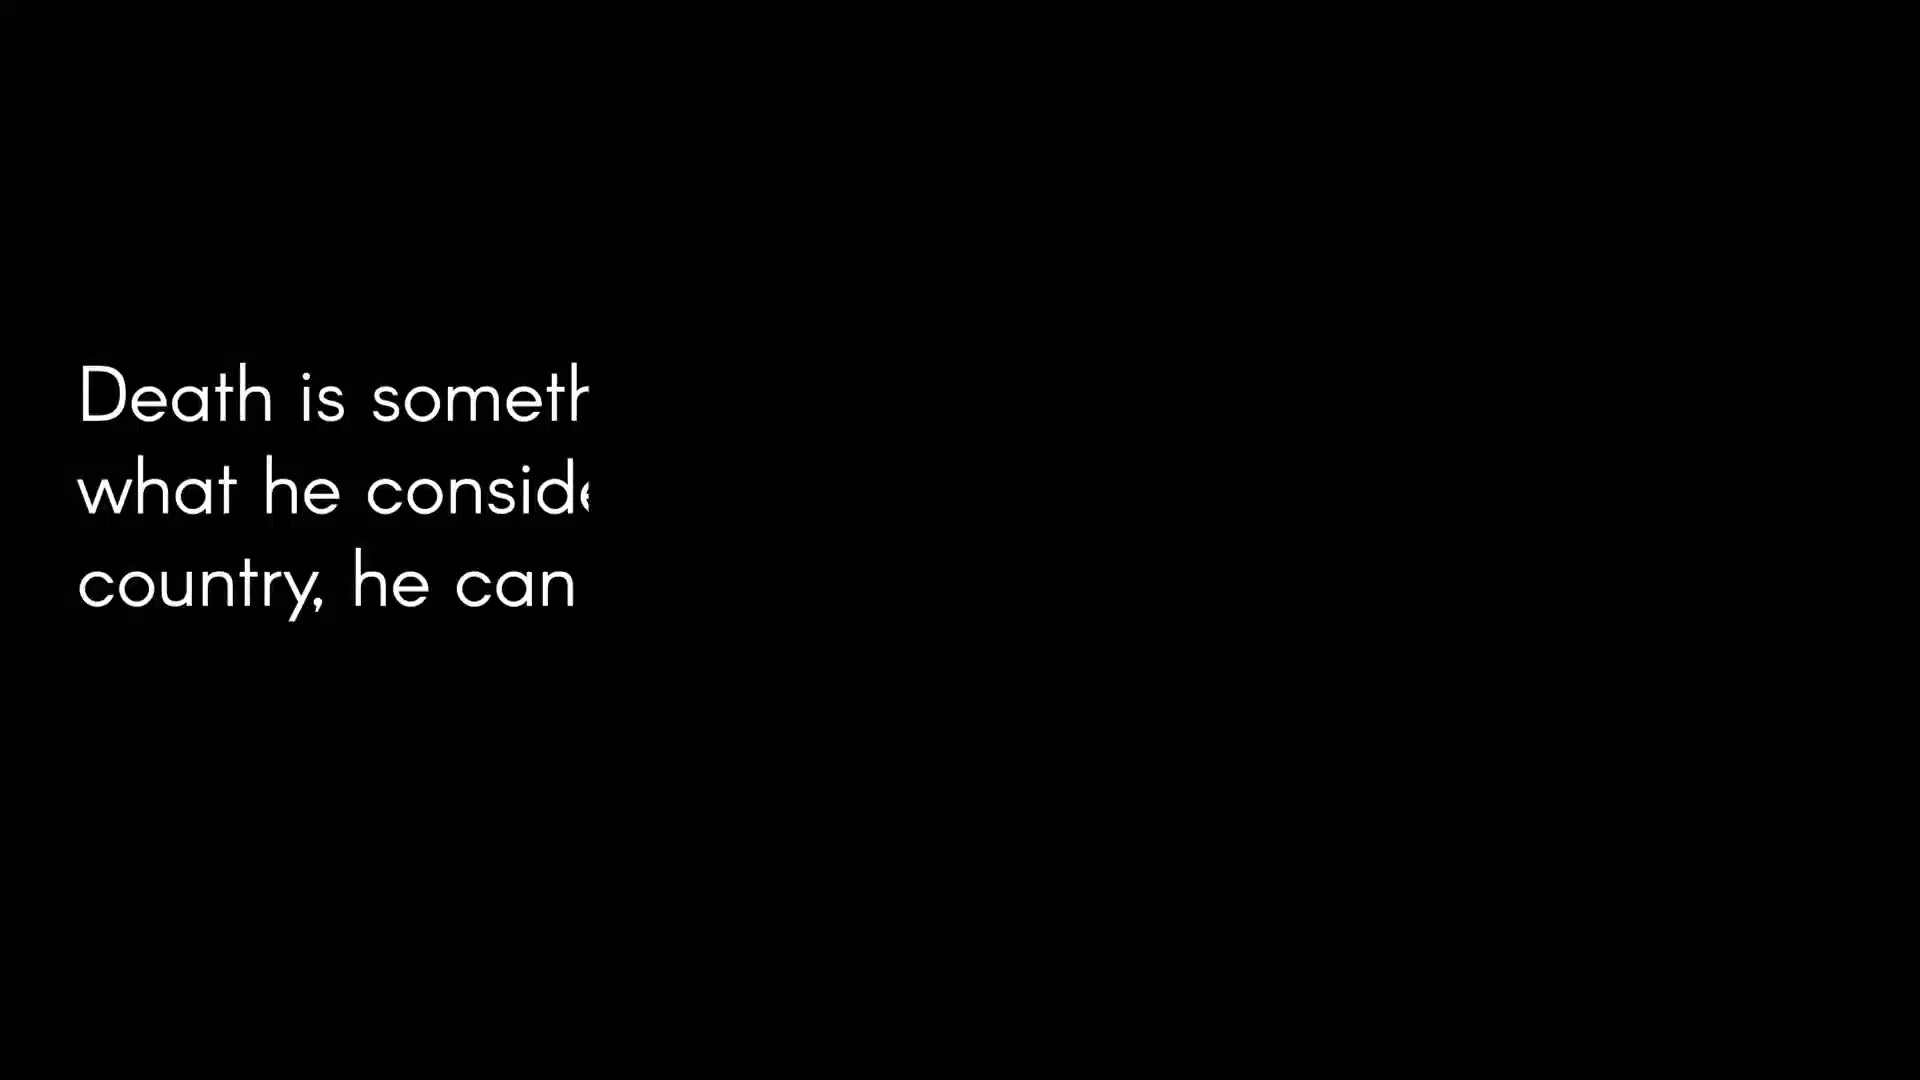 Death is someth
what he conside
country, he can